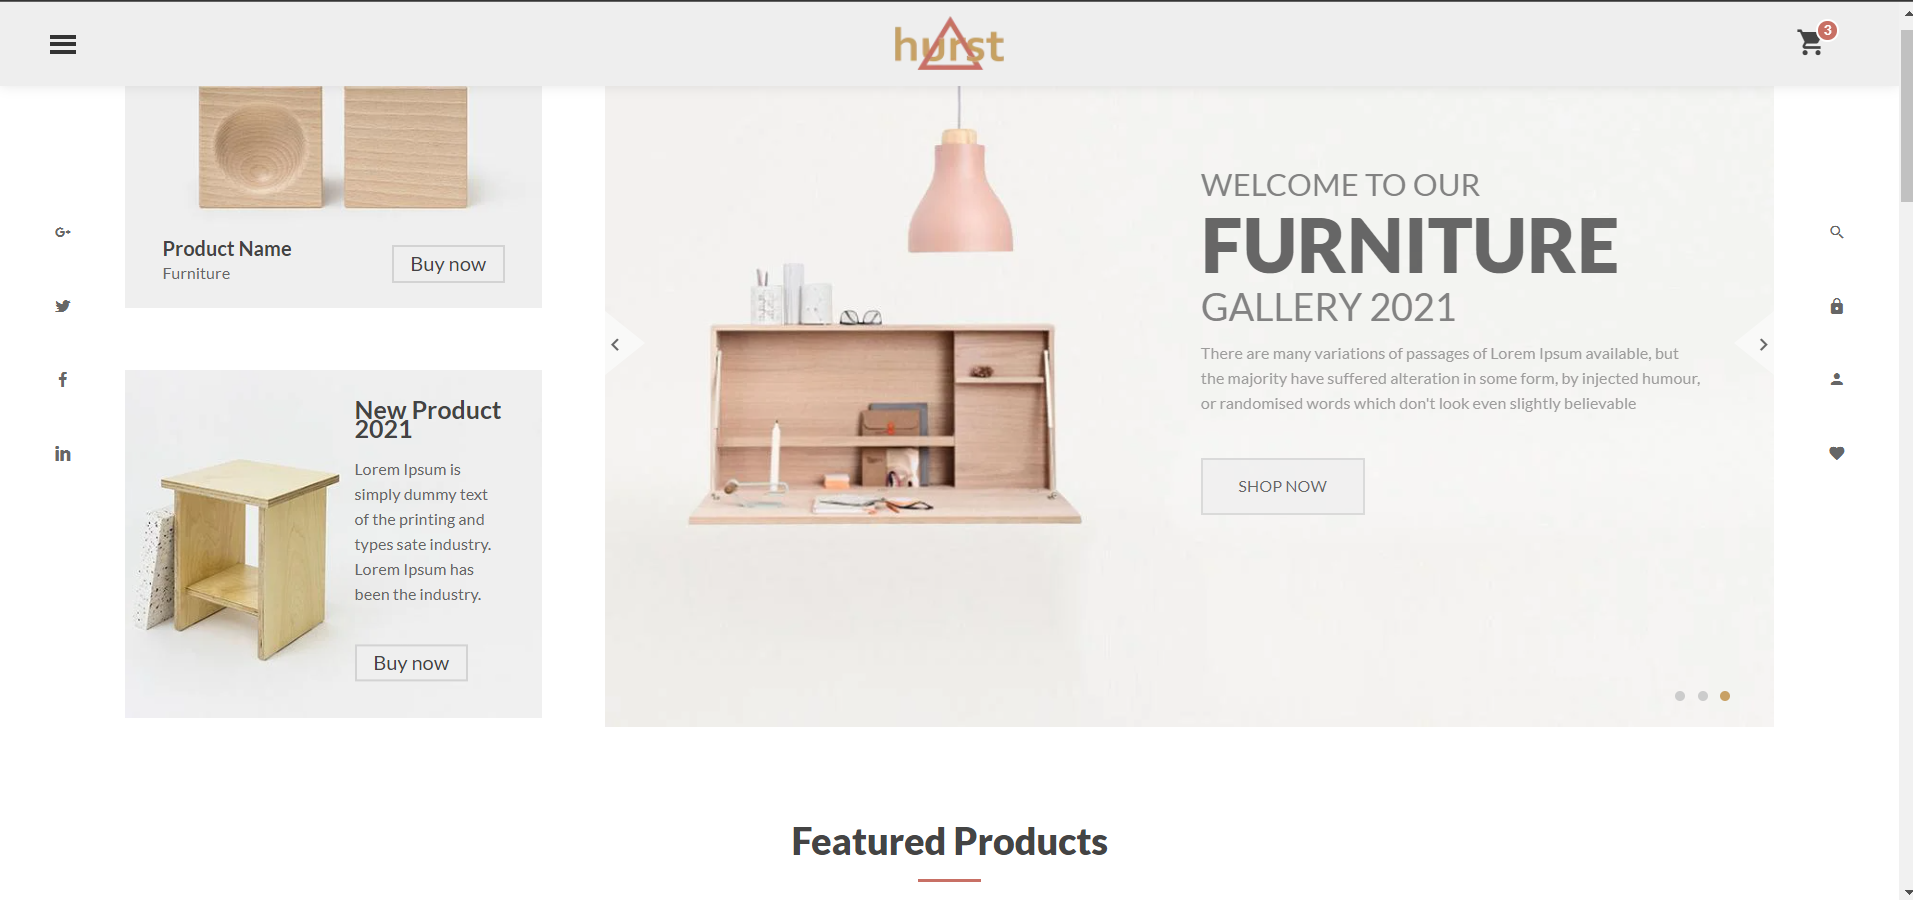 hurst
3
Product Name
Furniture
Buy now
New Product
2021
Lorem Ipsum is
simply dummy text
of the printing and
types sate industry.
Lorem Ipsum has
been the industry.
Buy now
WELCOME TO OUR
FURNITURE
GALLERY 2021
There are many variations of passages of Lorem Ipsum available, but
the majority have suffered alteration in some form, by injected humour,
or randomised words which don't look even slightly believable
SHOP NOW
Featured Products